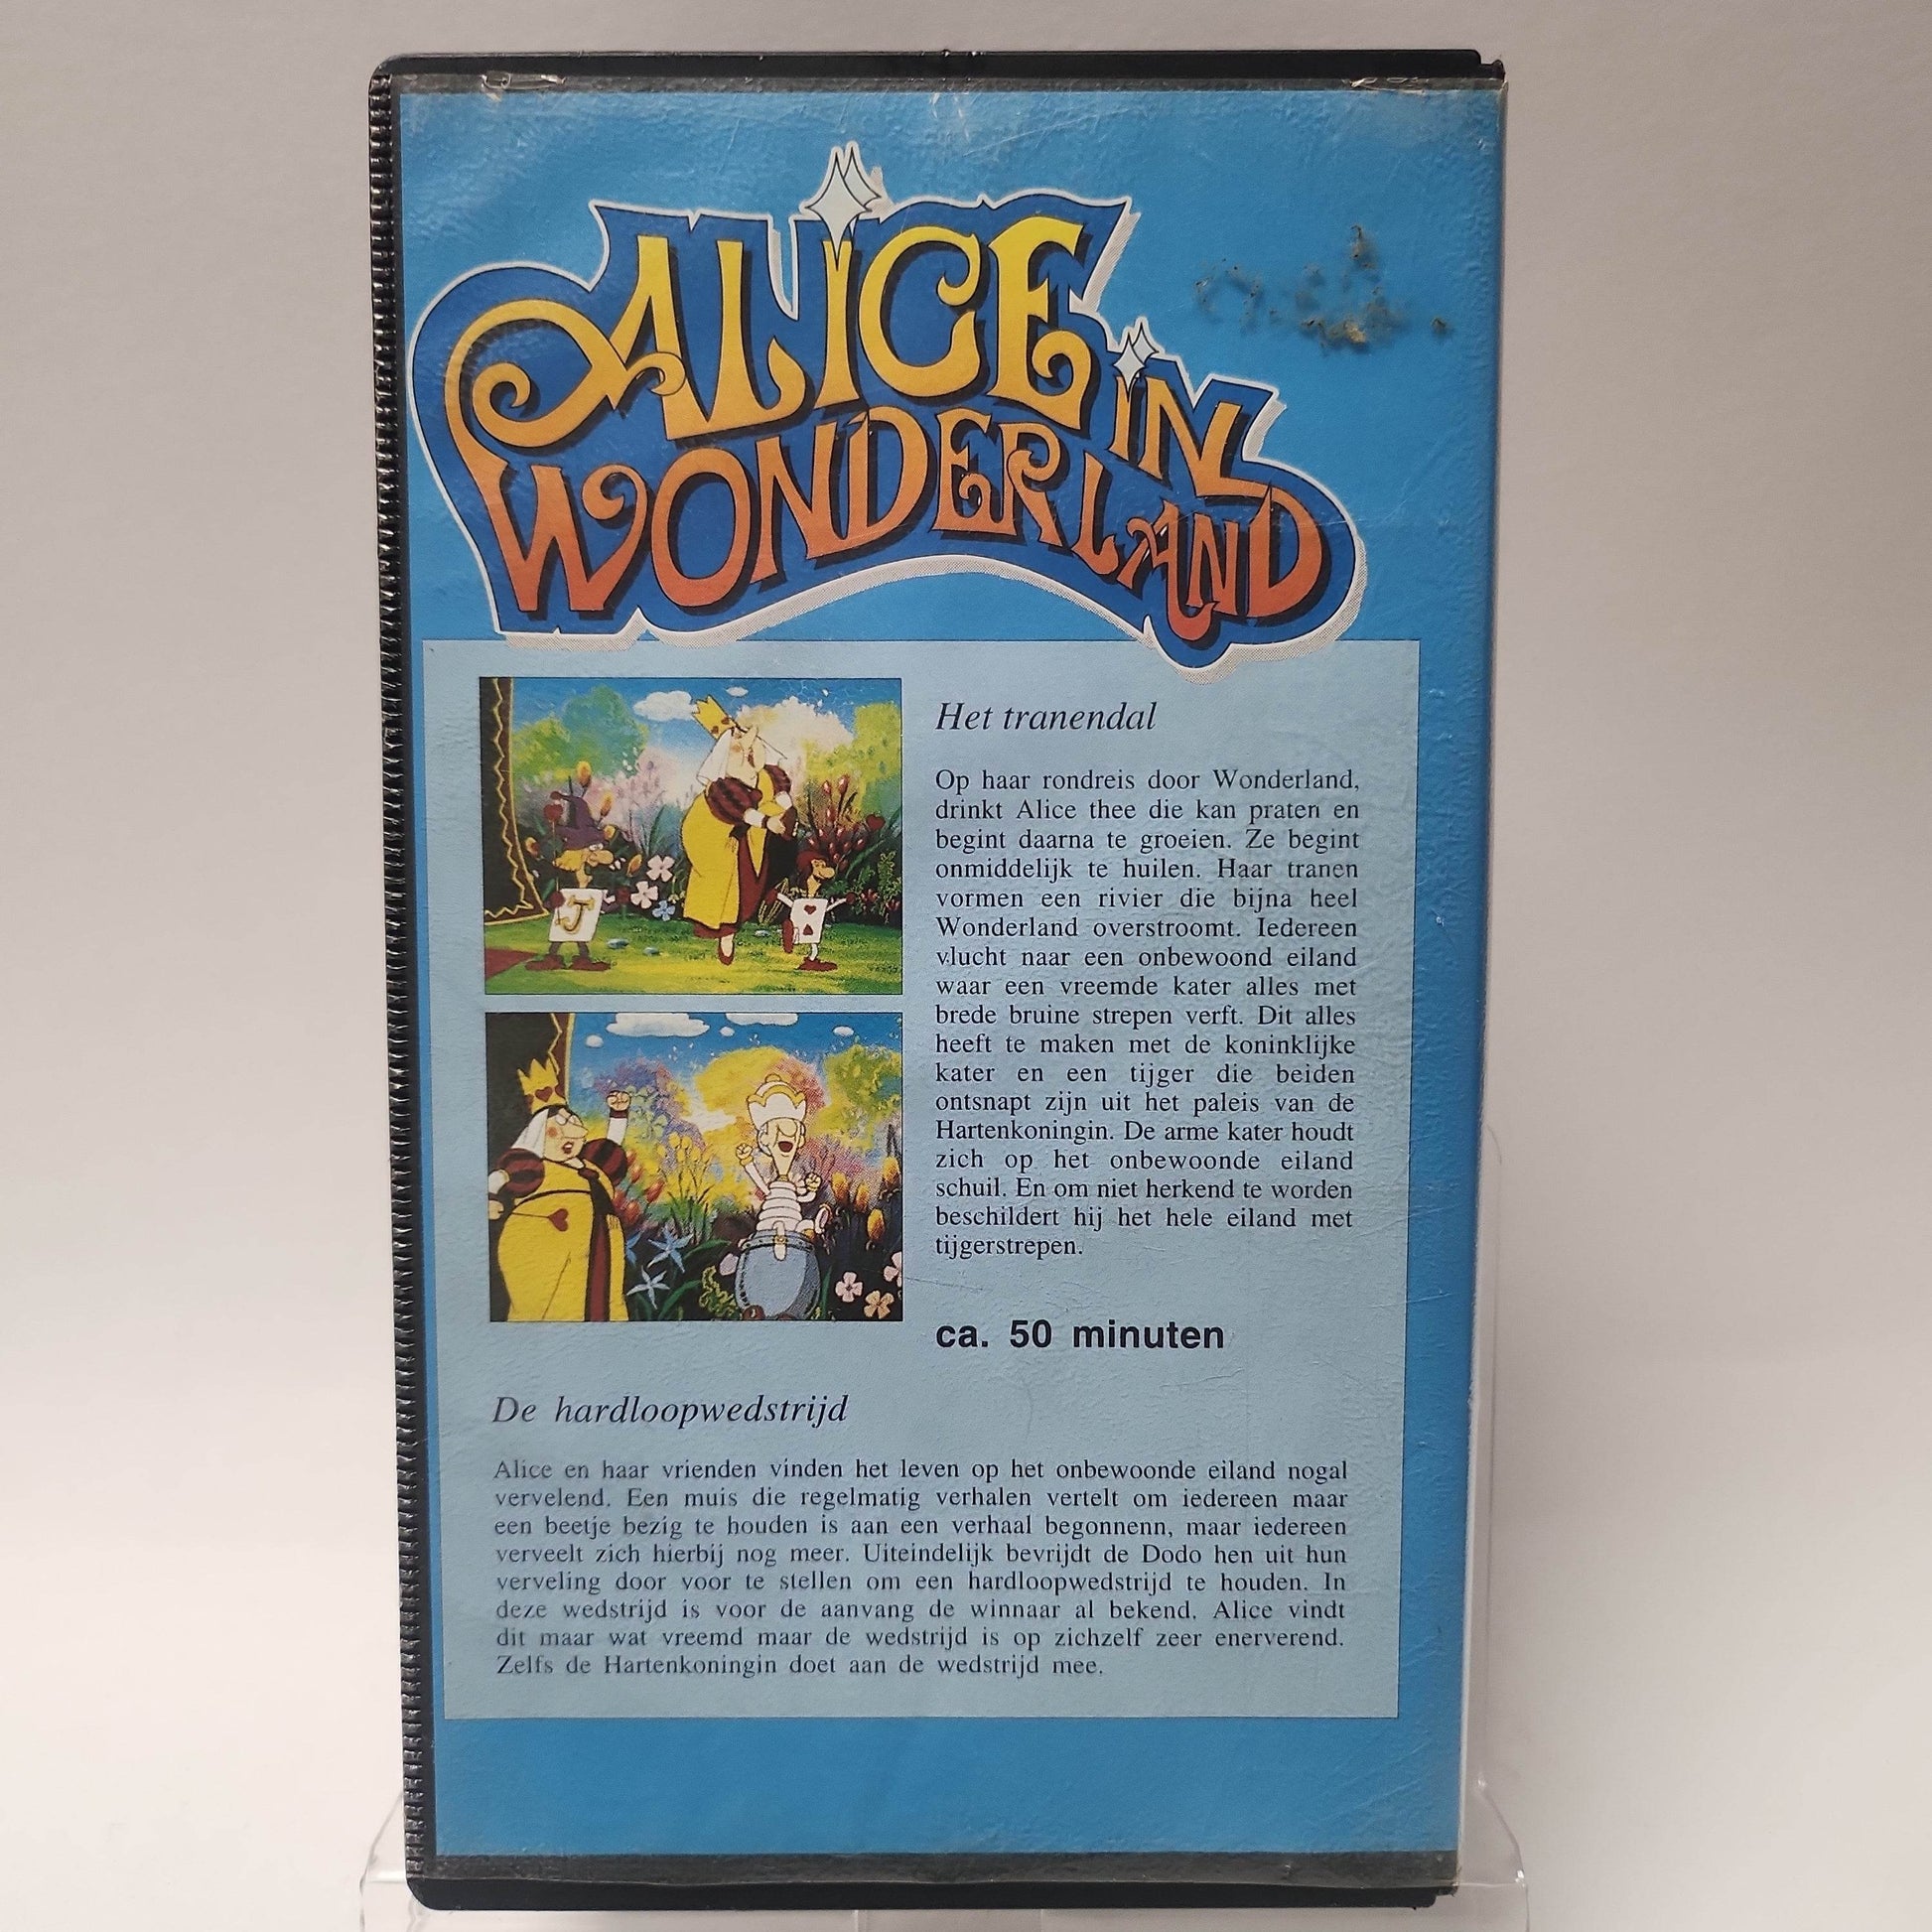 ALiCE iN
WONDERLAND
Het tranendal
Op haar rondreis door Wonderland,
drinkt Alice thee die kan praten en
begint daarna te groeien. Ze begint
onmiddelijk te huilen. Haar tranen
vormen een rivier die bijna heel
Wonderland overstroomt. Iedereen
vlucht naar een onbewoond eiland
waar een vreemde kater alles met
brede bruine strepen verft. Dit alles
heeft te maken met de koninklijke
kater en een tijger die beiden
ontsnapt zijn uit het paleis van de
Hartenkoningin. De arme kater houdt
zich op het onbewoonde eiland
schuil. En om niet herkend te worden
beschildert hij het hele eiland met
tijgerstrepen.
ca. 50 minuten
De hardloopwedstrijd
Alice en haar vrienden vinden het leven op het onbewoonde eiland nogal
vervelend. Een muis die regelmatig verhalen vertelt om iedereen maar
een beetje bezig te houden is aan een verhaal begonnenn, maar iedereen
verveelt zich hierbij nog meer. Uiteindelijk bevrijdt de Dodo hen uit hun
verveling door voor te stellen om een hardloopwedstrijd te houden. In
deze wedstrijd is voor de aanvang de winnaar al bekend. Alice vindt
dit maar wat vreemd maar de wedstrijd is op zichzelf zeer enerverend.
Zelfs de Hartenkoningin doet aan de wedstrijd mee.
J